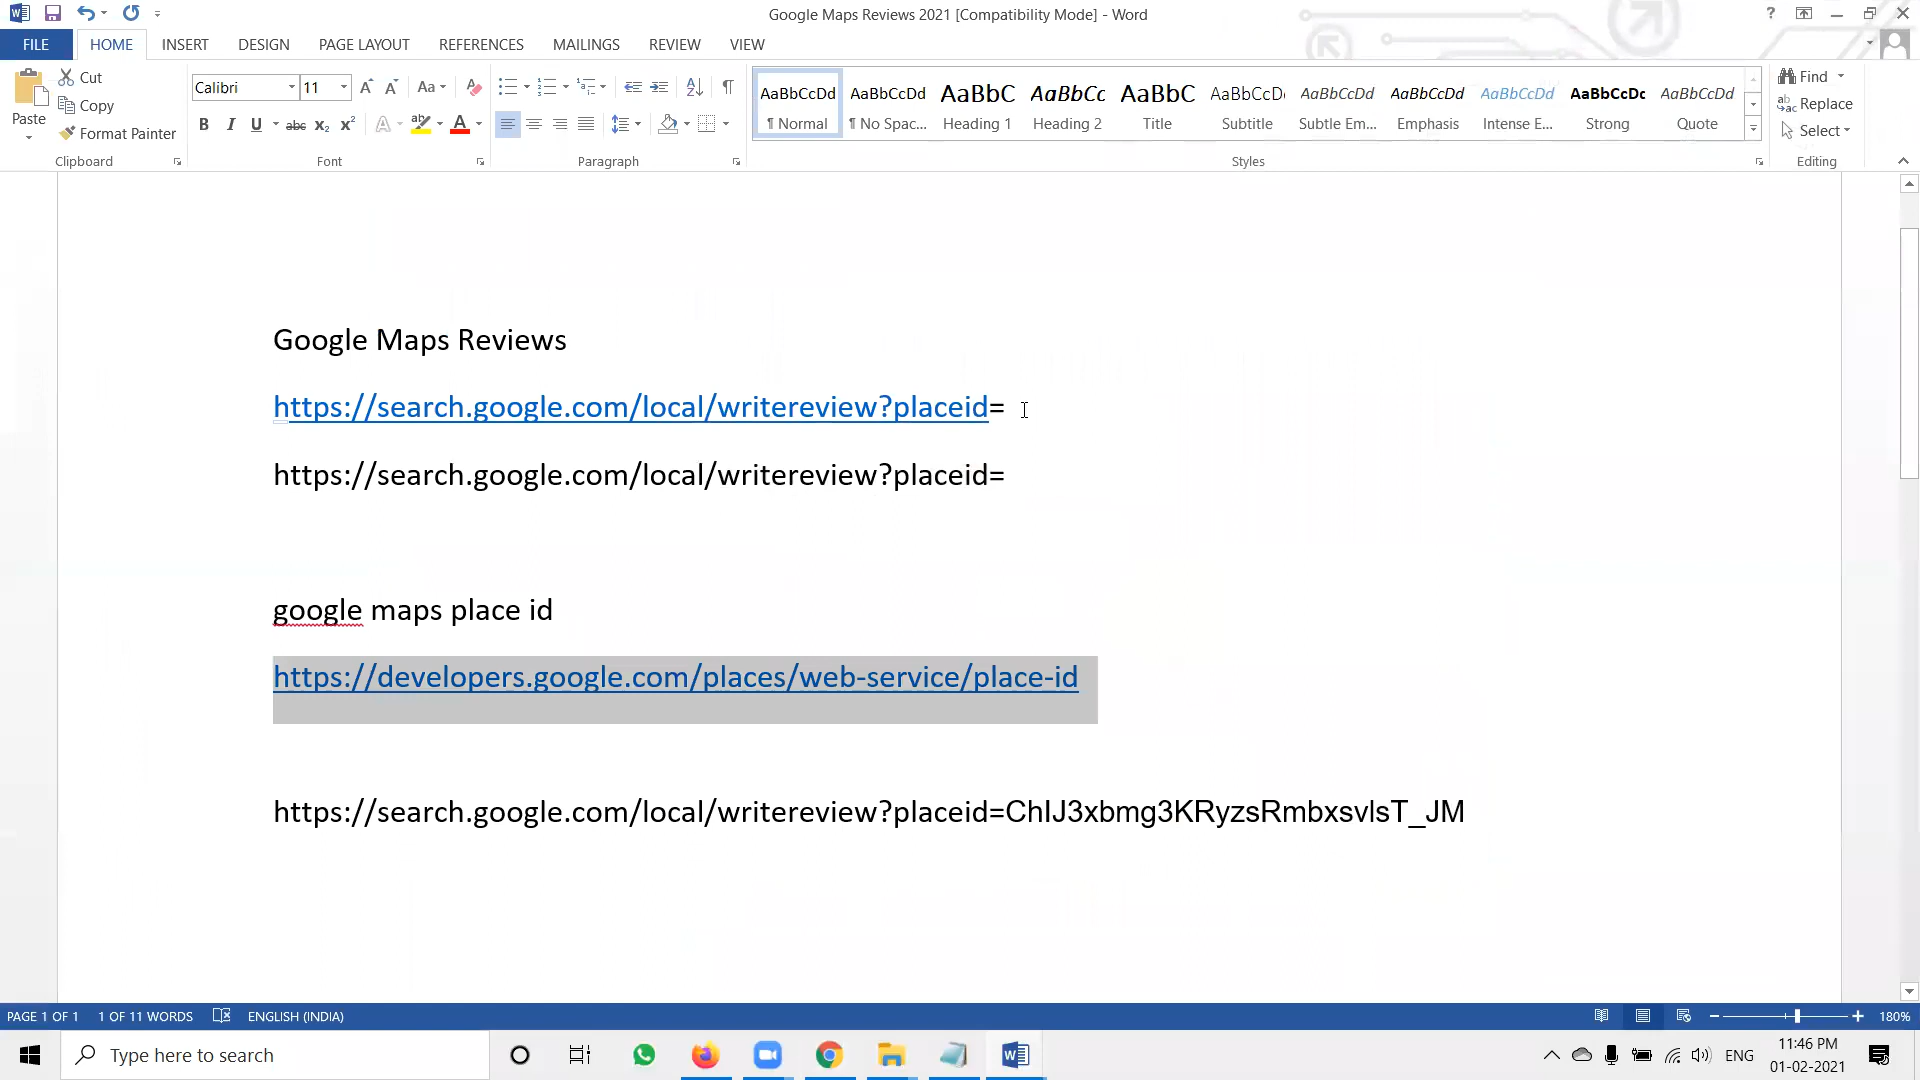 Google Maps Reviews 2021 [Compatibility Mode] - Word
FILE HOME INSERT DESIGN PAGE LAYOUT REFERENCES MAILINGS REVIEW VIEW
Paste
Cut
Copy
Format Painter
Clipboard
Calibri 11
Font
Paragraph
AaBbCcDd AaBbCcDd AaBbC AaBbCc AaBbC AaBbCcD AaBbCcDd AaBbCcDd AaBbCcDd AaBbCcDc AaBbCcDd
¶ Normal ¶ No Spac... Heading 1 Heading 2 Title Subtitle Subtle Em... Emphasis Intense E... Strong Quote
Styles
Find
Replace
Select
Editing
Google Maps Reviews
https://search.google.com/local/writereview?placeid=
https://search.google.com/local/writereview?placeid=
google maps place id
https://developers.google.com/places/web-service/place-id
https://search.google.com/local/writereview?placeid=ChIJ3xbmg3KRyzsRmbxsvlsT_JM
PAGE 1 OF 1 1 OF 11 WORDS ENGLISH (INDIA) 180%
Type here to search
ENG
11:46 PM
01-02-2021